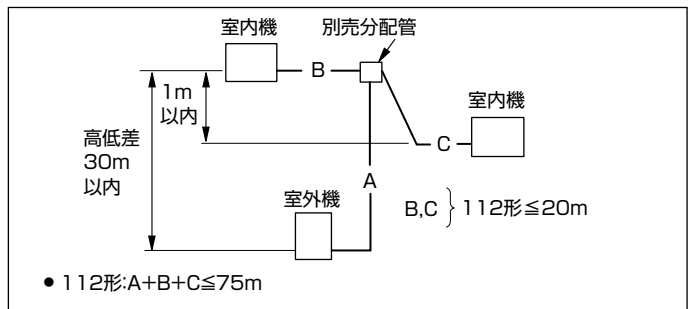 室内機
別売分配管
B
1m
以内
室内機
高低差
30m
以内
C
A
室外機
B,C } 112形≦20m
● 112形:A+B+C≦75m